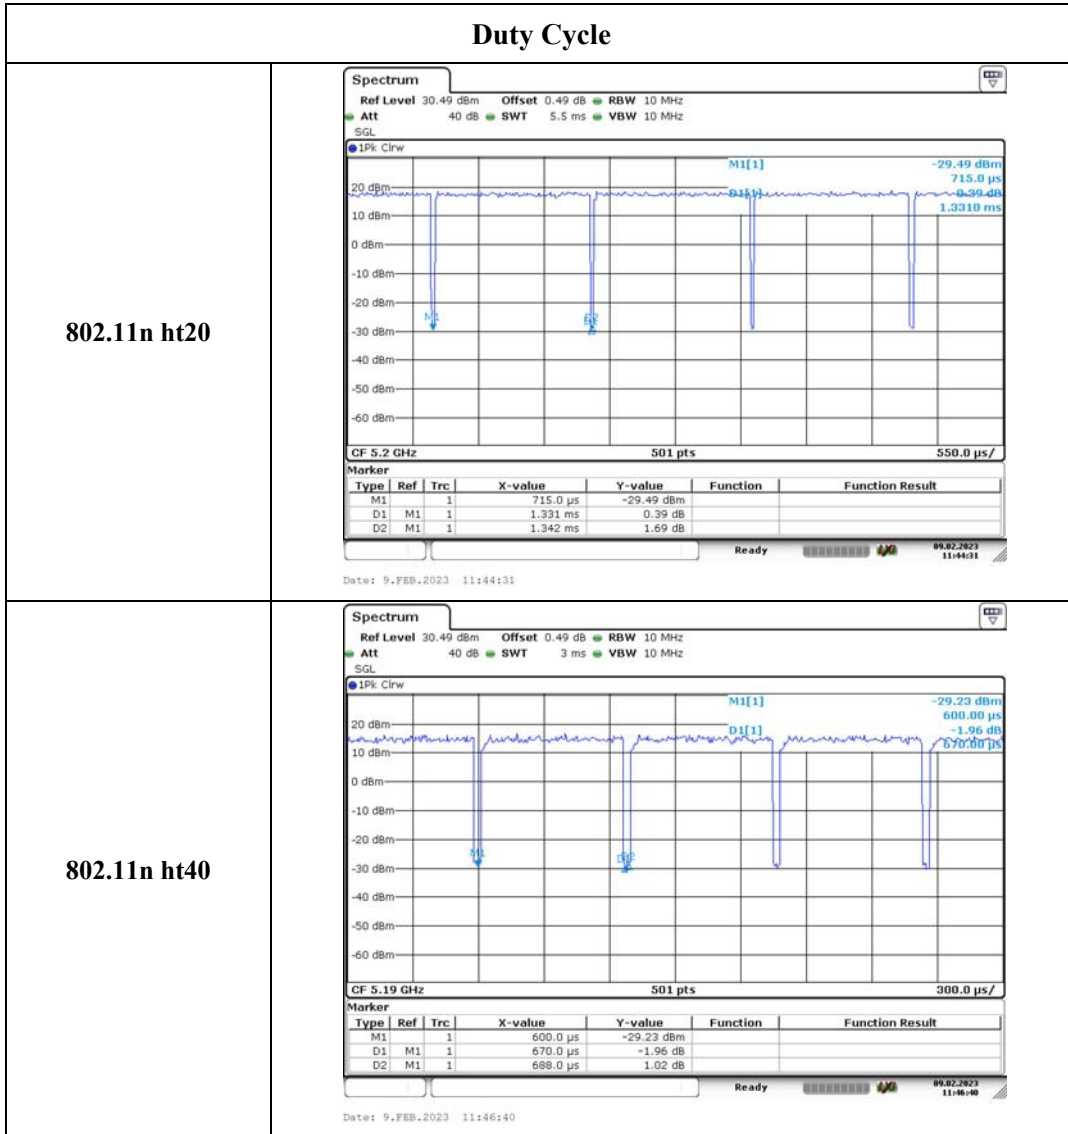 Duty Cycle
802.11n ht20
Spectrum
Ref Level 30.49 dBm Offset 0.49 dB RBW 10 MHz
Att 40 dB SWT 5.5 ms VBW 10 MHz
SGL
1Pk Clrw
M1[1] -29.49 dBm
715.0 µs
20 dBm
D1[1] 0.39 dB
1.3310 ms
10 dBm
0 dBm
-10 dBm
-20 dBm
M1
-30 dBm
-40 dBm
-50 dBm
-60 dBm
CF 5.2 GHz 501 pts 550.0 µs/
Marker
Type Ref Trc X-value Y-value Function Function Result
M1 1 715.0 µs -29.49 dBm
D1 M1 1 1.331 ms 0.39 dB
D2 M1 1 1.342 ms 1.69 dB
Ready 09.02.2023
11:44:31
Date: 9.FEB.2023 11:44:31
802.11n ht40
Spectrum
Ref Level 30.49 dBm Offset 0.49 dB RBW 10 MHz
Att 40 dB SWT 3 ms VBW 10 MHz
SGL
1Pk Clrw
M1[1] -29.23 dBm
600.00 µs
20 dBm
D1[1] -1.96 dB
670.00 µs
10 dBm
0 dBm
-10 dBm
-20 dBm
M1
-30 dBm
-40 dBm
-50 dBm
-60 dBm
CF 5.19 GHz 501 pts 300.0 µs/
Marker
Type Ref Trc X-value Y-value Function Function Result
M1 1 600.0 µs -29.23 dBm
D1 M1 1 670.0 µs -1.96 dB
D2 M1 1 688.0 µs 1.02 dB
Ready 09.02.2023
11:46:40
Date: 9.FEB.2023 11:46:40